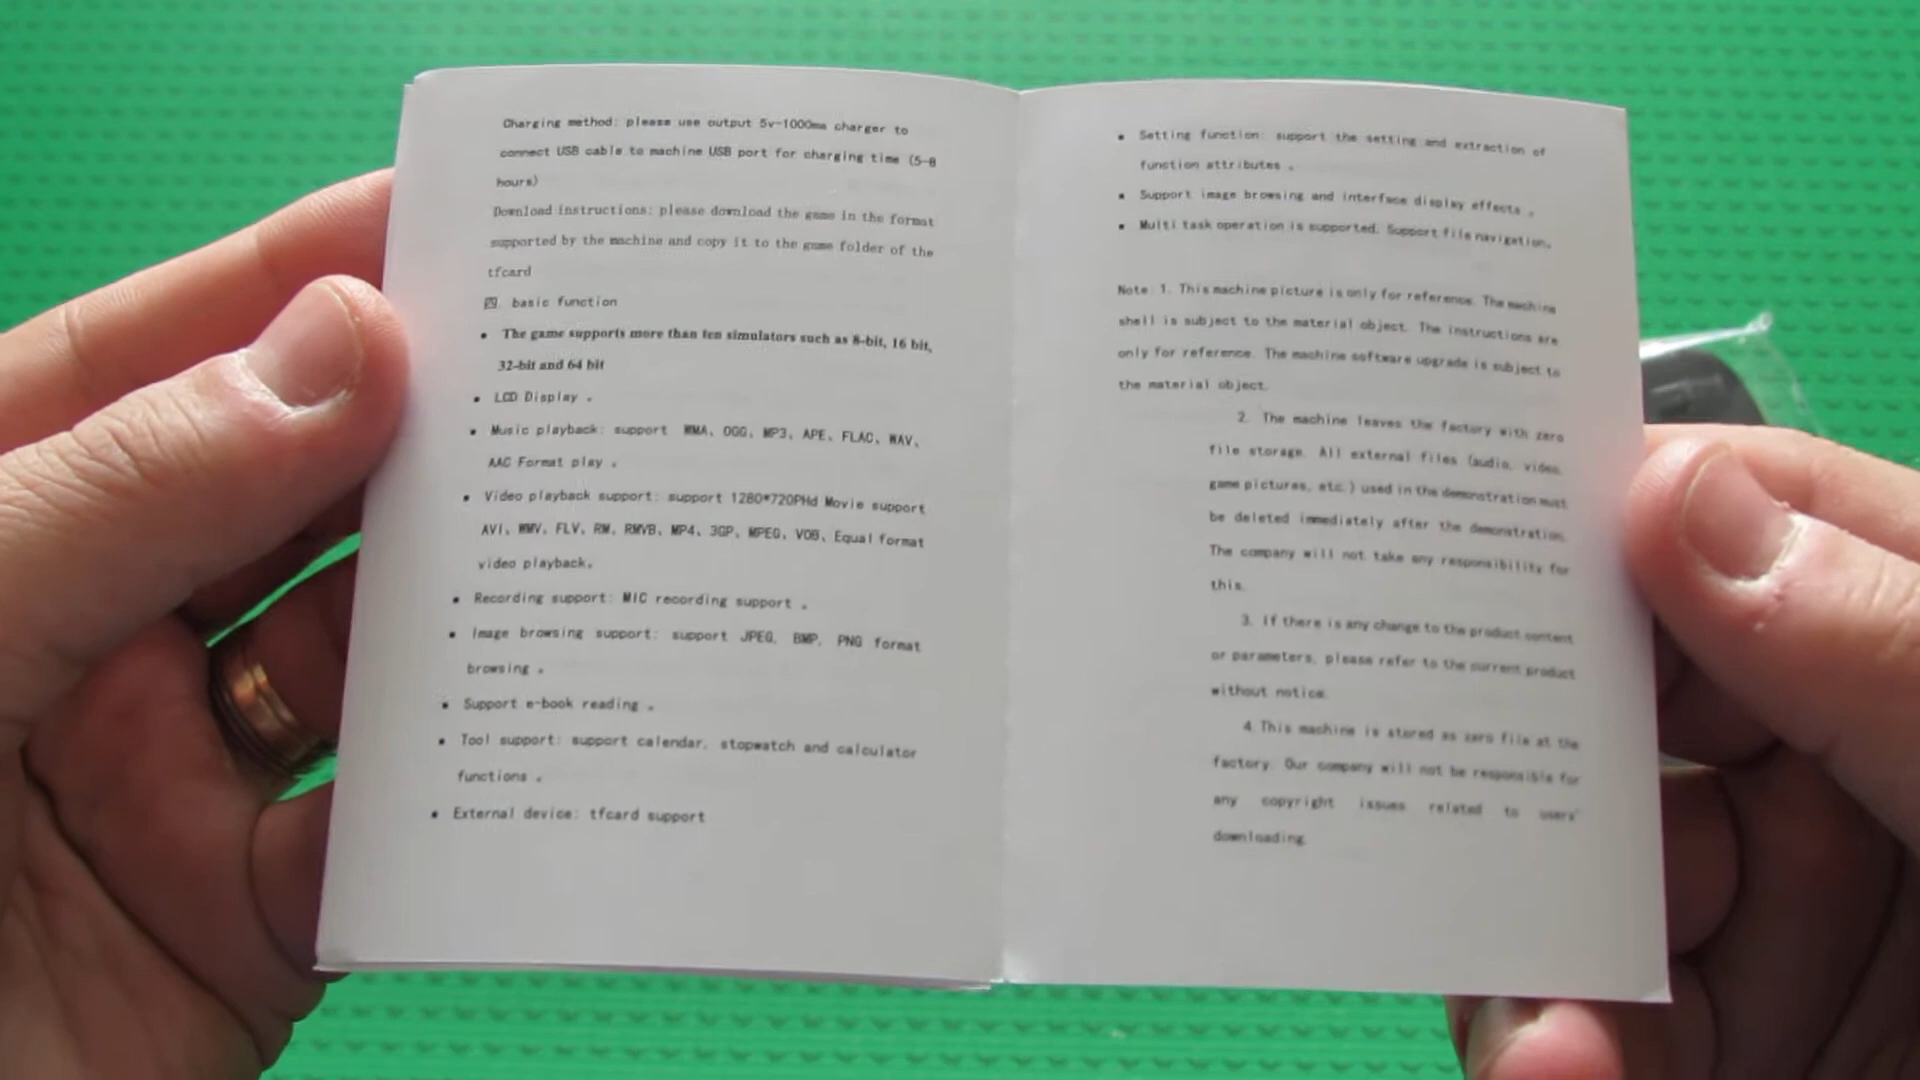 Charging method: please use output 5v-1000ma charger to
connect USB cable to machine USB port for charging time (5-8
hours)
Download instructions: please download the game in the format
supported by the machine and copy it to the game folder of the
tfcard
四. basic function
▪ The game supports more than ten simulators such as 8-bit, 16 bit,
32-bit and 64 bit
▪ LCD Display 。
▪ Music playback: support WMA、OGG、MP3、APE、FLAC、WAV、
AAC Format play 。
▪ Video playback support: support 1280*720PHd Movie support
AVI、WMV、FLV、RM、RMVB、MP4、3GP、MPEG、VOB、Equal format
video playback。
▪ Recording support: MIC recording support 。
▪ Image browsing support: support JPEG, BMP, PNG format
browsing 。
▪ Support e-book reading 。
▪ Tool support: support calendar, stopwatch and calculator
functions 。
▪ External device: tfcard support
▪ Setting function: support the setting and extraction of
function attributes 。
▪ Support image browsing and interface display effects 。
▪ Multi task operation is supported. Support file navigation。
Note: 1. This machine picture is only for reference. The machine
shell is subject to the material object. The instructions are
only for reference. The machine software upgrade is subject to
the material object.
2. The machine leaves the factory with zero
file storage. All external files (audio, video,
game pictures, etc.) used in the demonstration must
be deleted immediately after the demonstration.
The company will not take any responsibility for
this.
3. If there is any change to the product content
or parameters, please refer to the current product
without notice.
4.This machine is stored as zero file at the
factory. Our company will not be responsible for
any copyright issues related to users'
downloading.